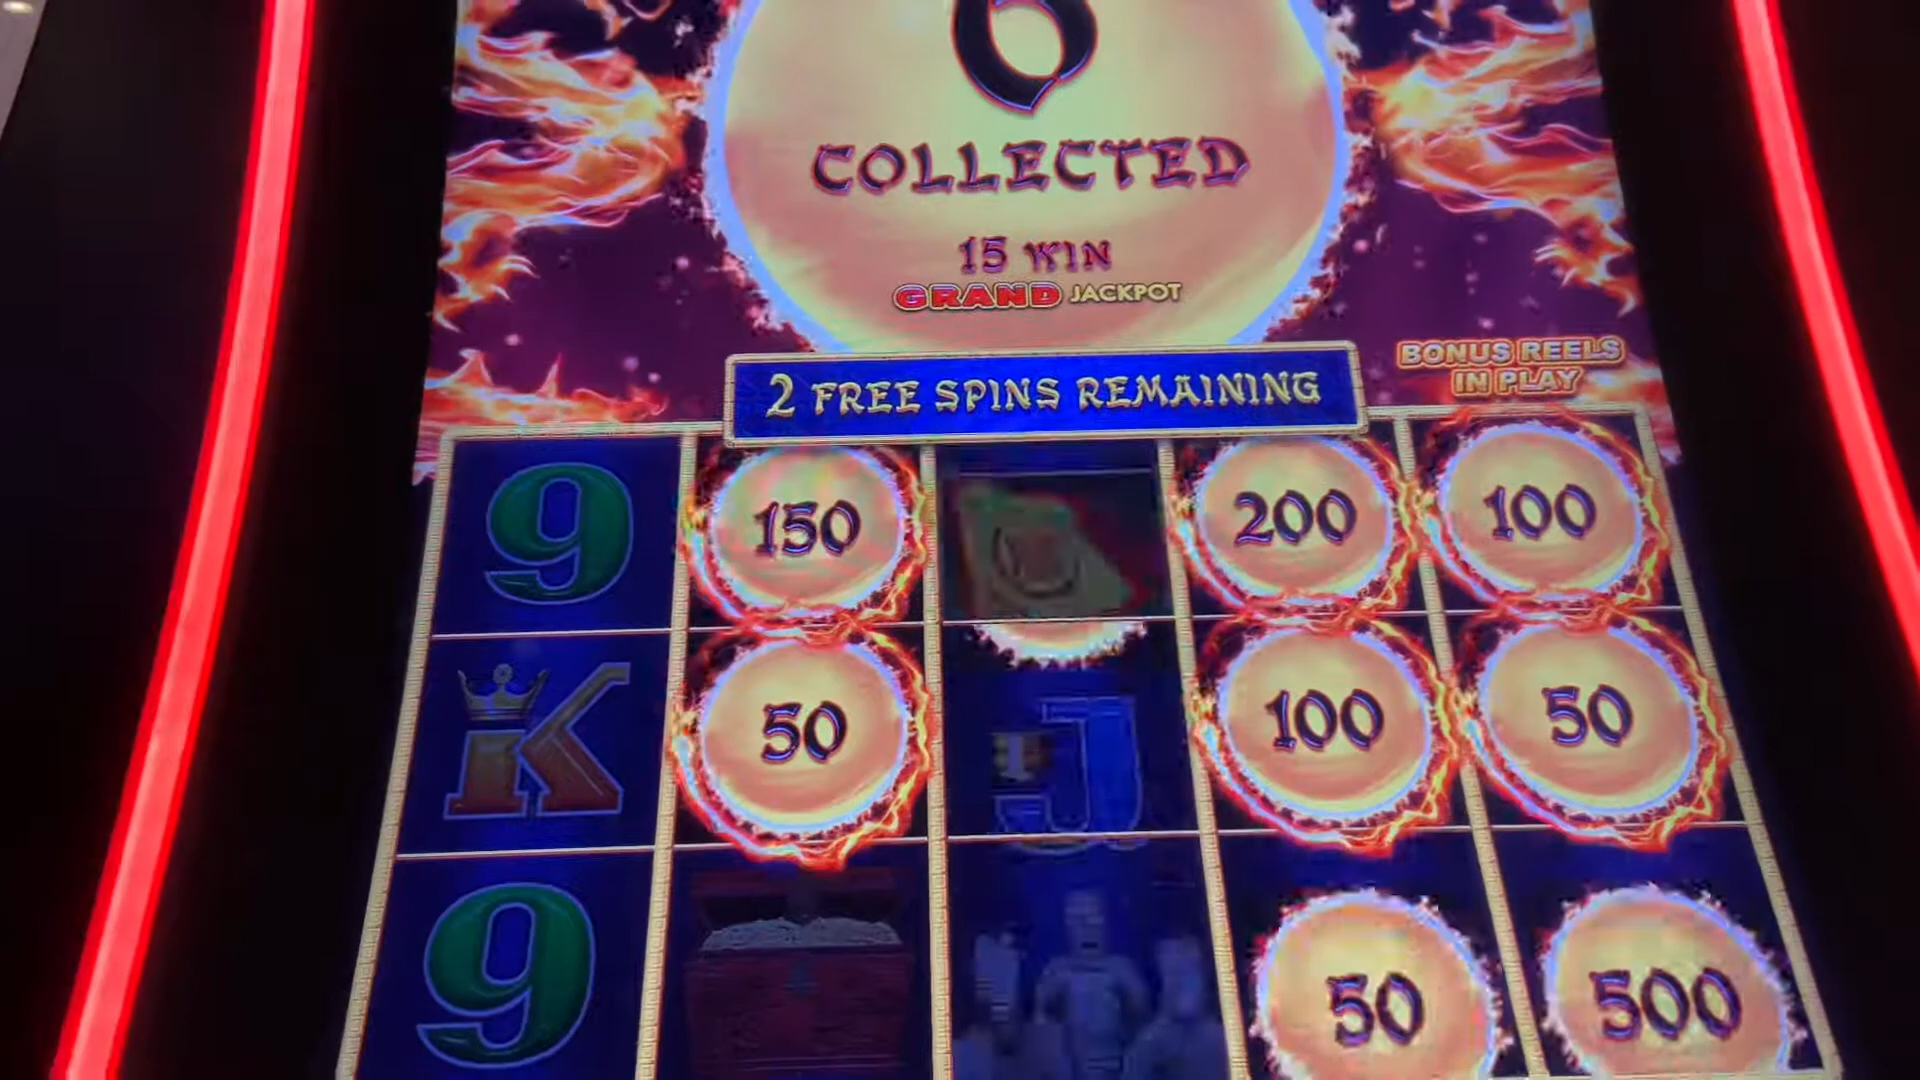 6
COLLECTED
15 WIN
GRAND JACKPOT
BONUS REELS
IN PLAY
2 FREE SPINS REMAINING
9 150 200 100
K 50 J 100 50
9 50 500